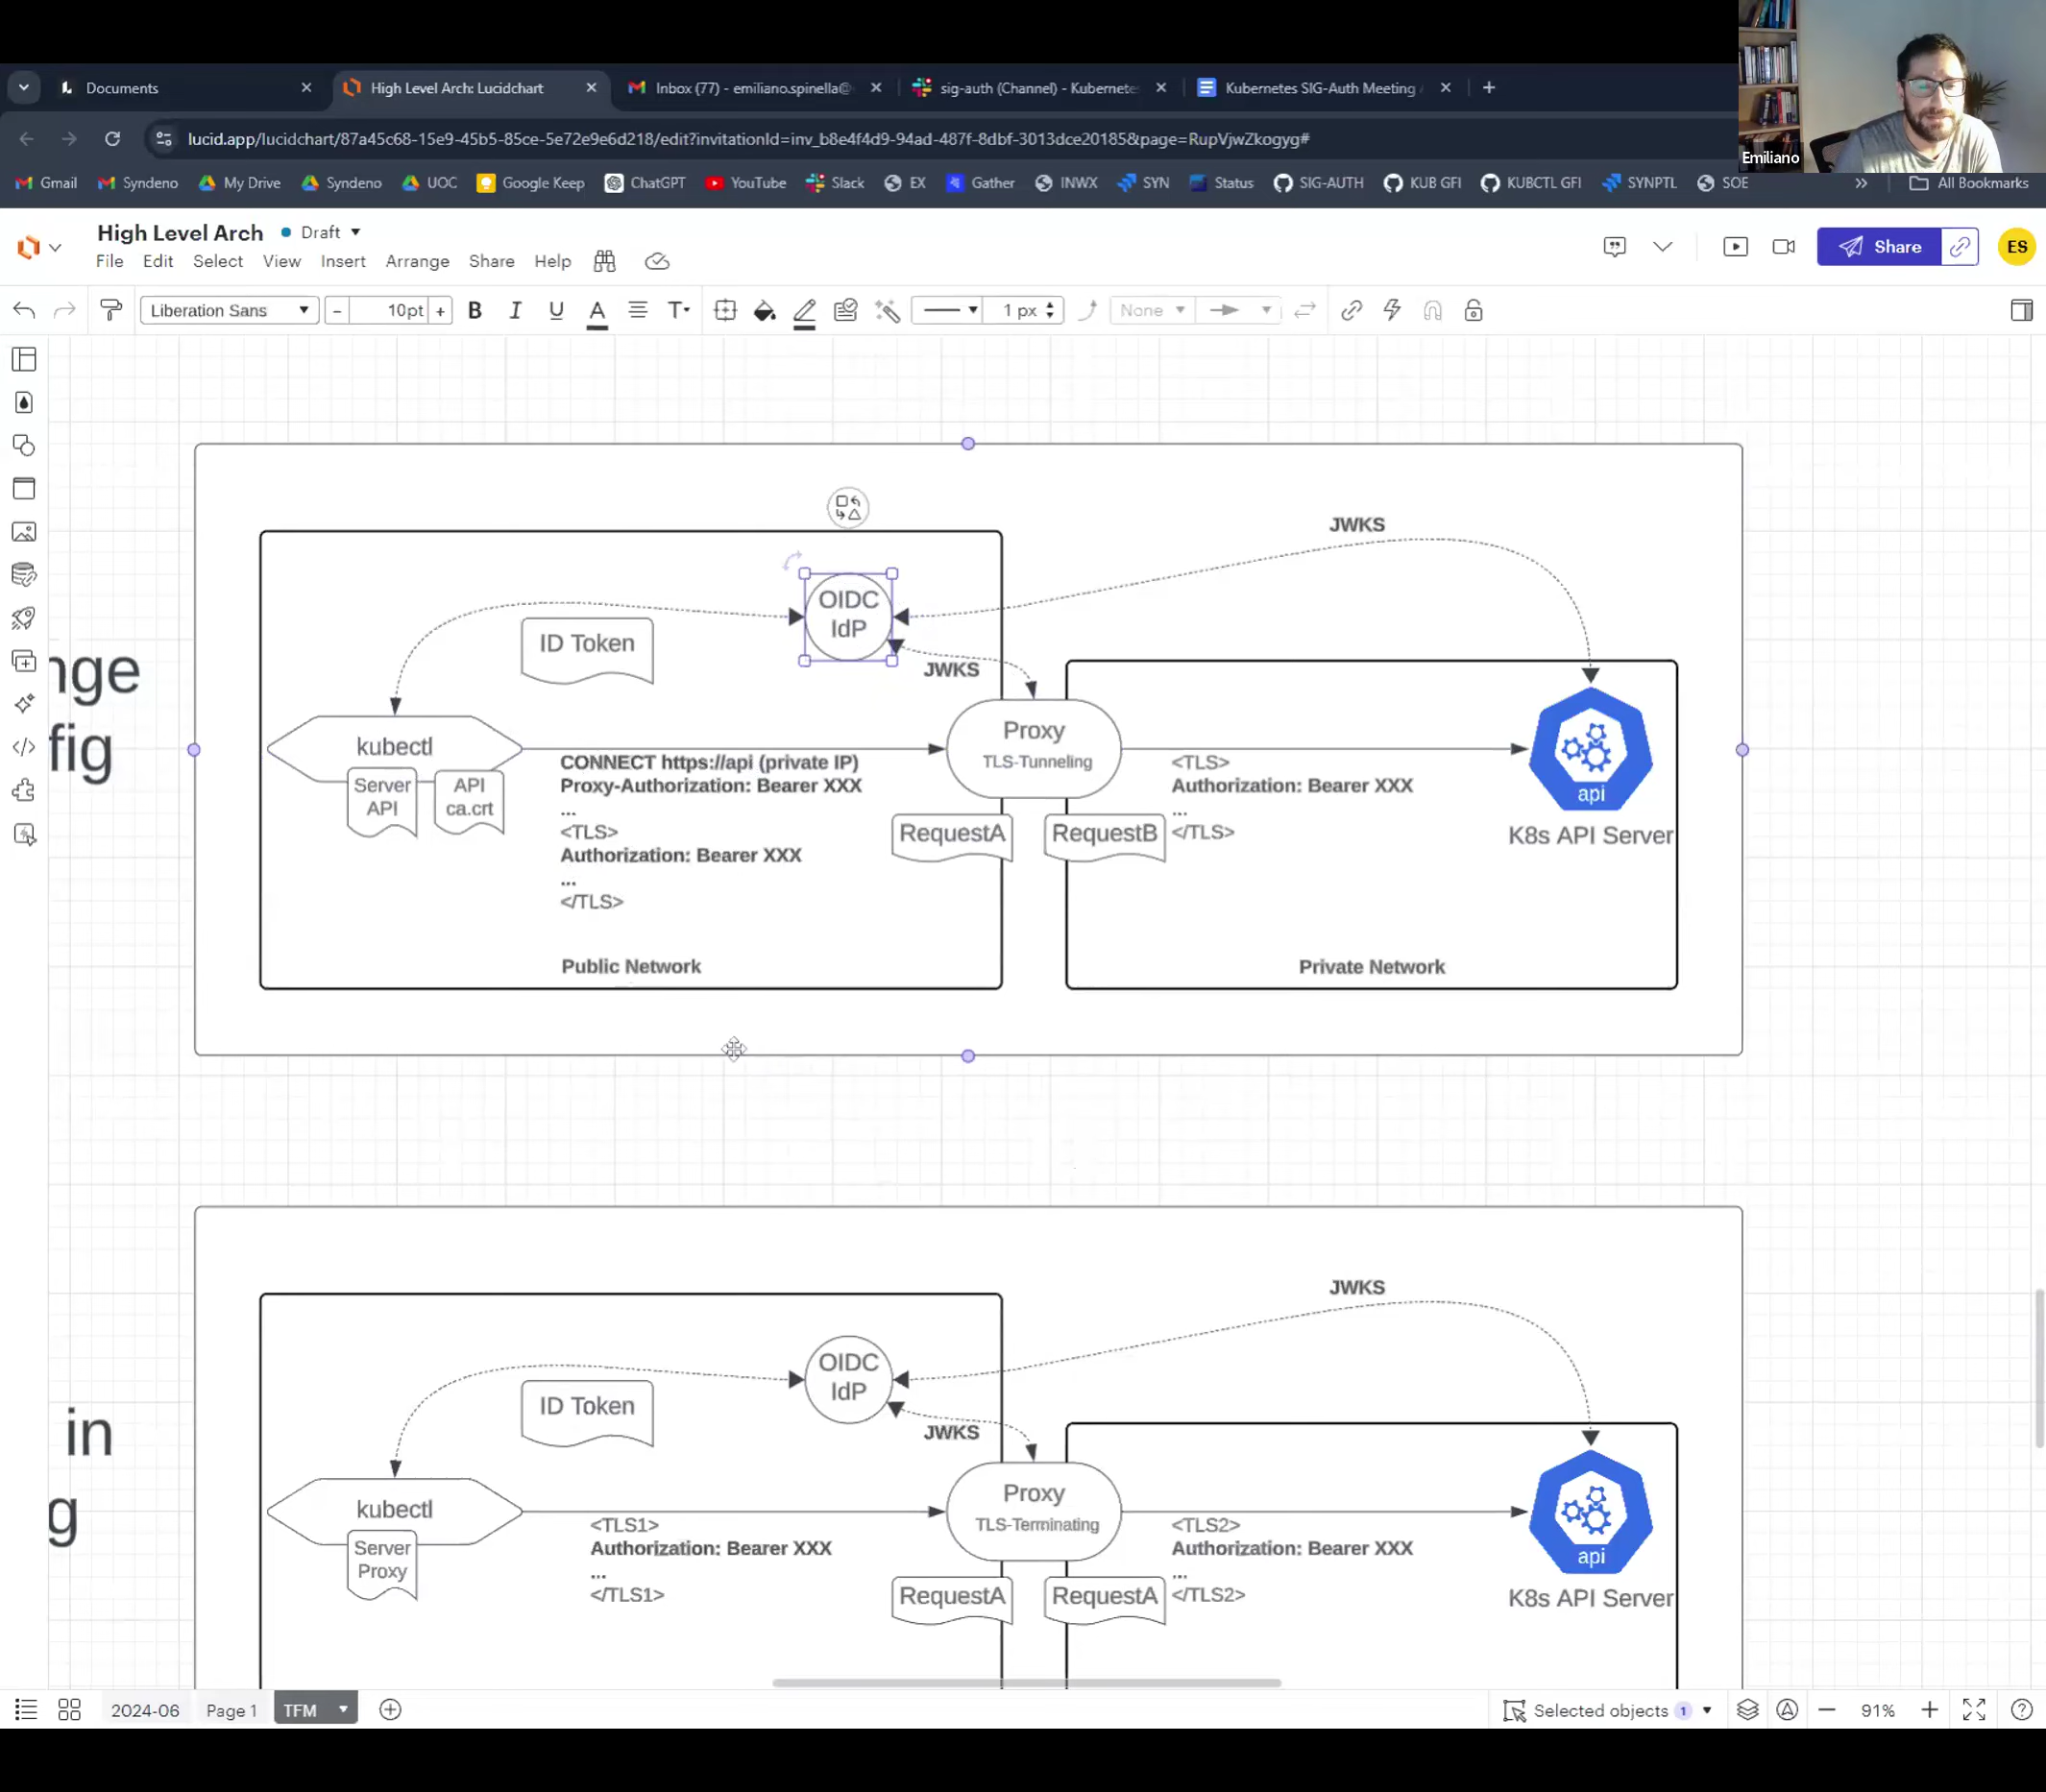 Documents
High Level Arch: Lucidchart
Inbox (77) - emiliano.spinella@
sig-auth (Channel) - Kubernete
Kubernetes SIG-Auth Meeting
lucid.app/lucidchart/87a45c68-15e9-45b5-85ce-5e72e9e6d218/edit?invitationId=inv_b8e4f4d9-94ad-487f-8dbf-3013dce20185&page=RupVjwZkogyg#
Emiliano
Gmail
Syndeno
My Drive
Syndeno
UOC
Google Keep
ChatGPT
YouTube
Slack
EX
Gather
INWX
SYN
Status
SIG-AUTH
KUB GFI
KUBCTL GFI
SYNPTL
SOE
All Bookmarks
High Level Arch
Draft
File Edit Select View Insert Arrange Share Help
Share
ES
Liberation Sans
- 10pt +
B I U A T
1 px
None
nge
fig
JWKS
OIDC
IdP
ID Token
JWKS
kubectl
Server
API
API
ca.crt
CONNECT https://api (private IP)
Proxy-Authorization: Bearer XXX
...
<TLS>
Authorization: Bearer XXX
...
</TLS>
Proxy
TLS-Tunneling
RequestA
RequestB
<TLS>
Authorization: Bearer XXX
...
</TLS>
api
K8s API Server
Public Network
Private Network
in
g
JWKS
OIDC
IdP
ID Token
JWKS
kubectl
Server
Proxy
<TLS1>
Authorization: Bearer XXX
...
</TLS1>
Proxy
TLS-Terminating
RequestA
RequestA
<TLS2>
Authorization: Bearer XXX
...
</TLS2>
api
K8s API Server
2024-06
Page 1
TFM
Selected objects 1
91%